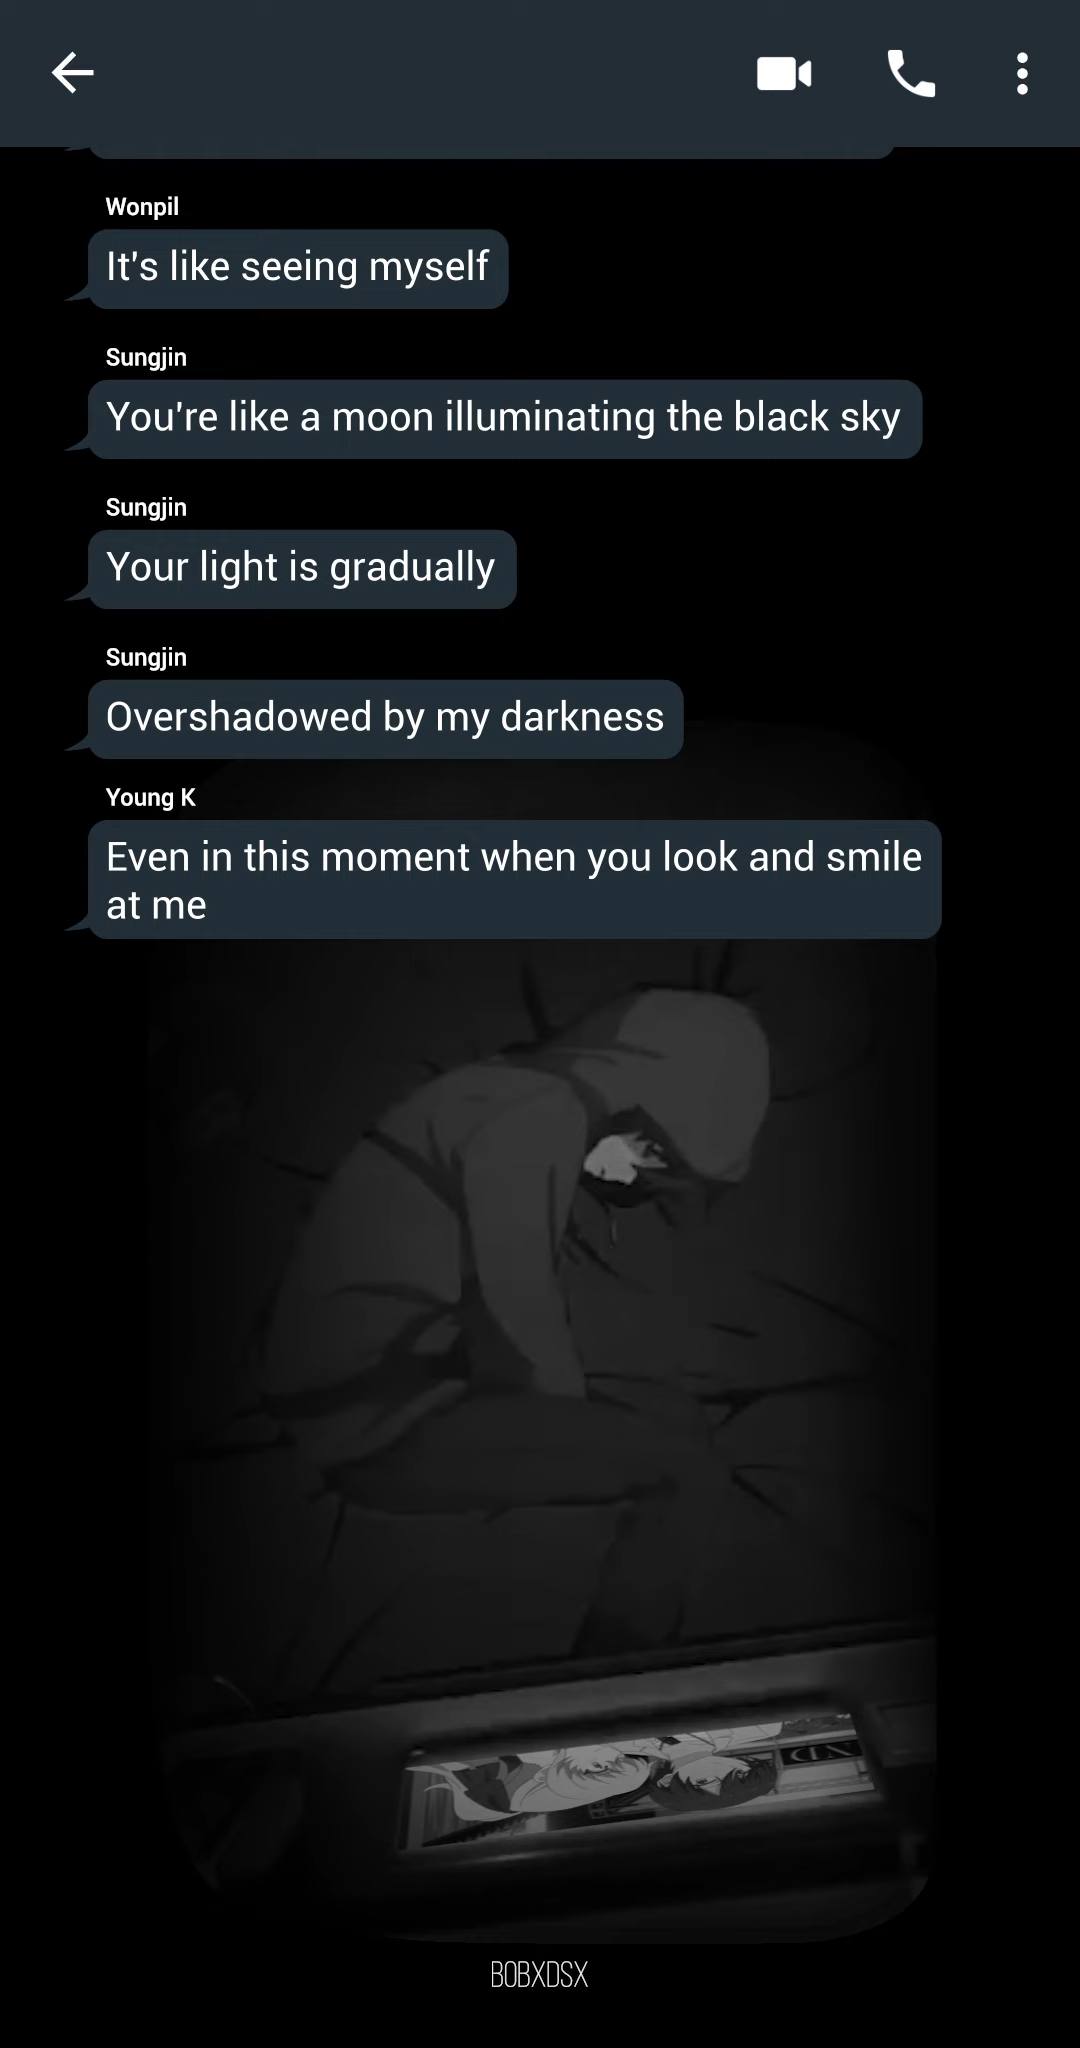 Wonpil
It's like seeing myself
Sungjin
You're like a moon illuminating the black sky
Sungjin
Your light is gradually
Sungjin
Overshadowed by my darkness
Young K
Even in this moment when you look and smile
at me
BOBXDSX